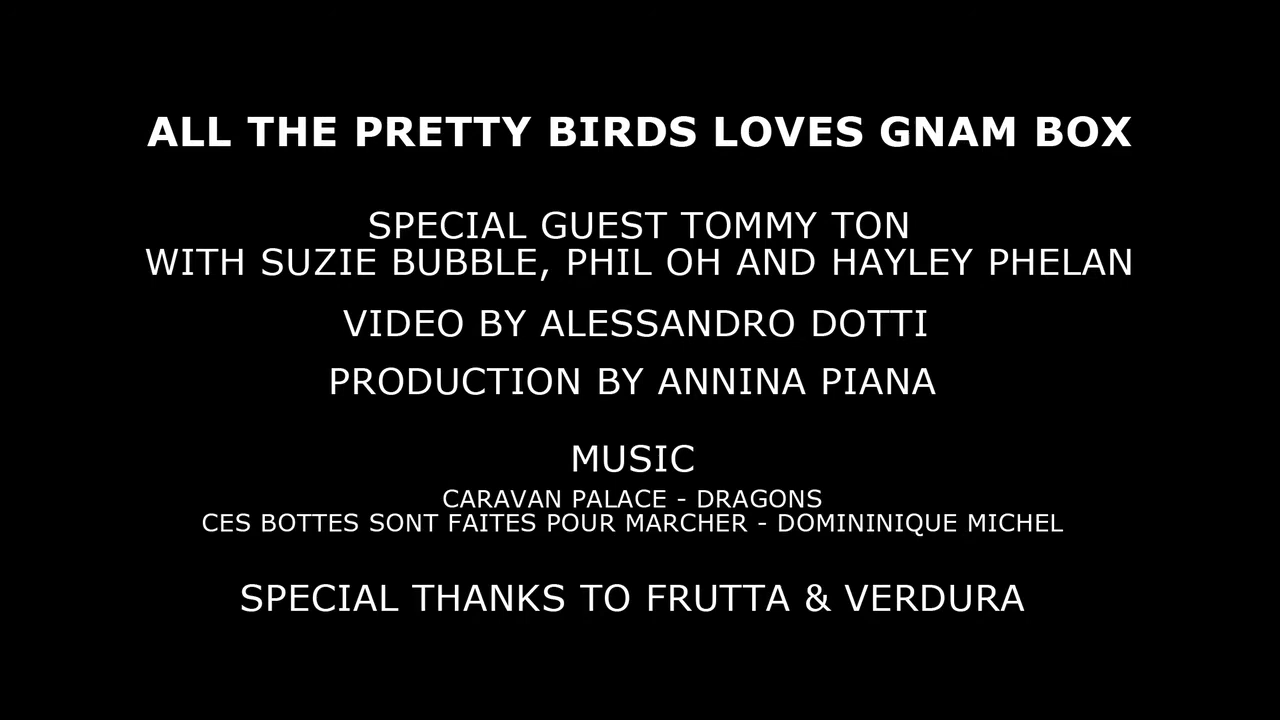 ALL THE PRETTY BIRDS LOVES GNAM BOX
SPECIAL GUEST TOMMY TON
WITH SUZIE BUBBLE, PHIL OH AND HAYLEY PHELAN
VIDEO BY ALESSANDRO DOTTI
PRODUCTION BY ANNINA PIANA
MUSIC
CARAVAN PALACE - DRAGONS
CES BOTTES SONT FAITES POUR MARCHER - DOMININIQUE MICHEL
SPECIAL THANKS TO FRUTTA & VERDURA